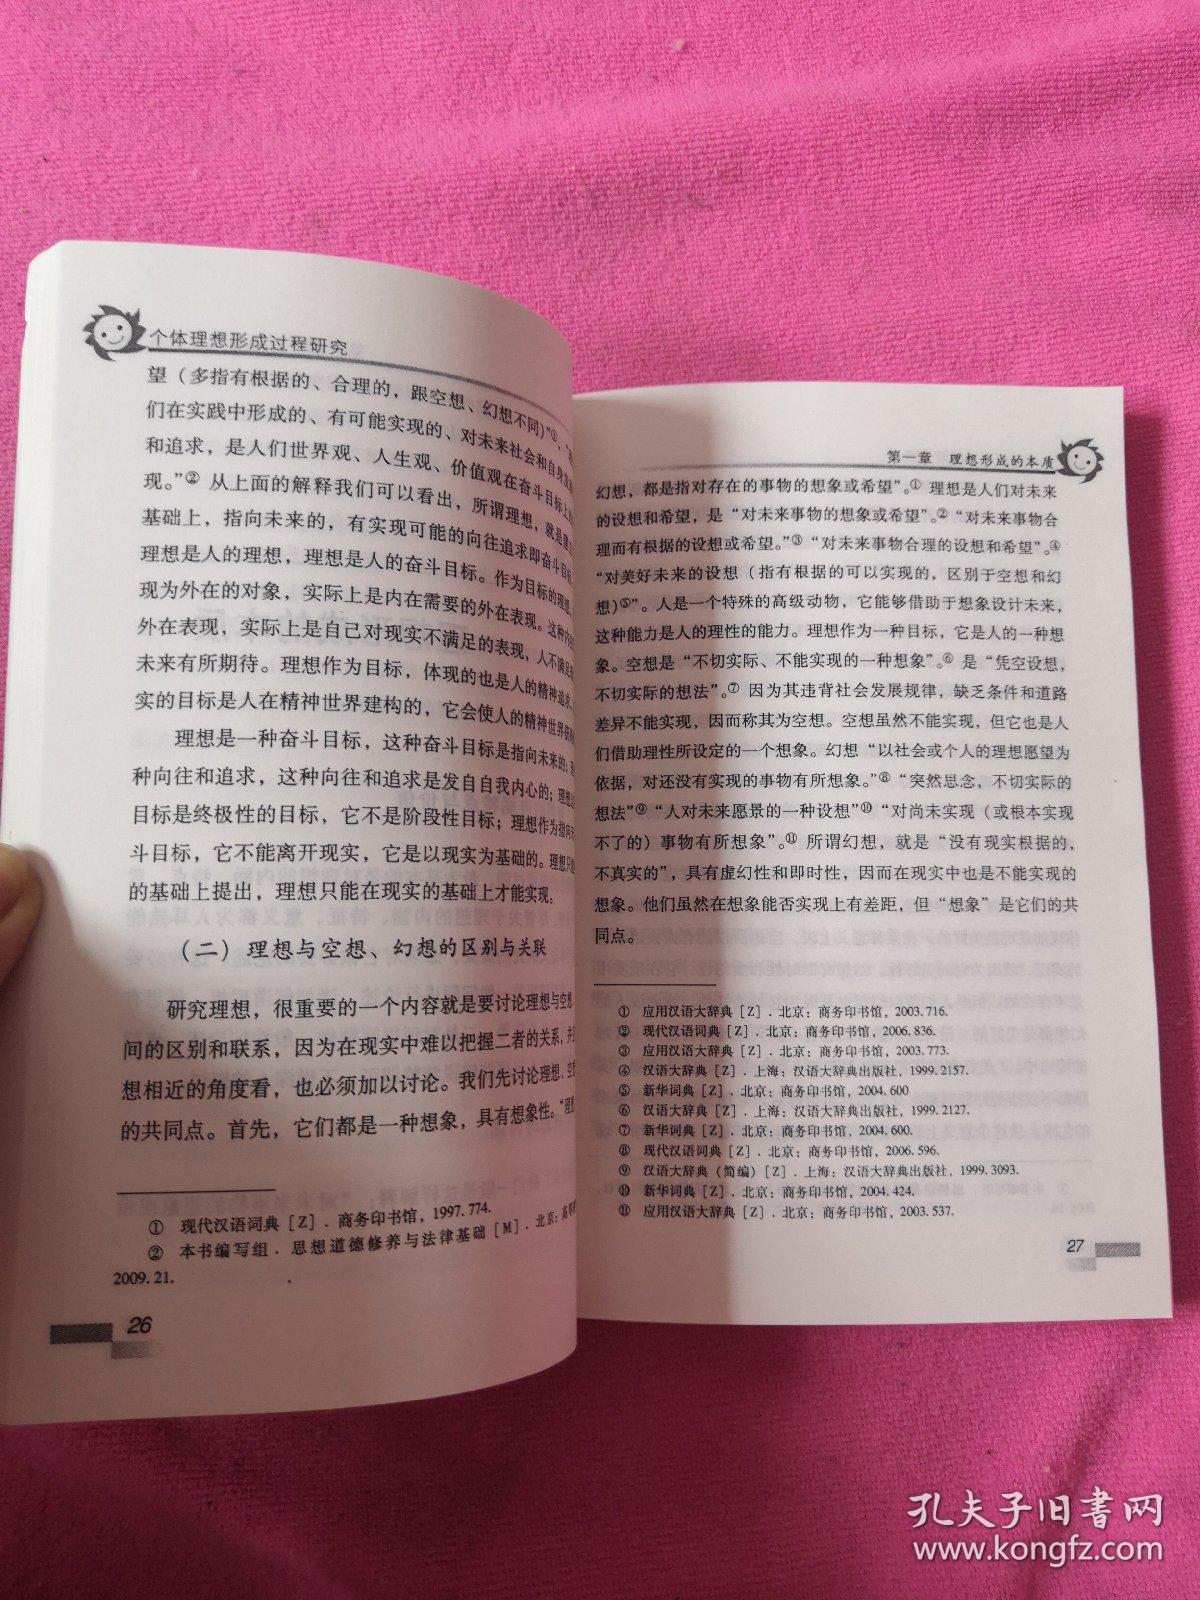 个体理想形成过程研究
望（多指有根据的、合理的，跟空想、幻想不同）”①，“
们在实践中形成的、有可能实现的、对未来社会和自身发
和追求，是人们世界观、人生观、价值观在奋斗目标上的
现。”② 从上面的解释我们可以看出，所谓理想，就是
基础上，指向未来的，有实现可能的向往追求即奋斗目标
理想是人的理想，理想是人的奋斗目标。作为目标的理想，
现为外在的对象，实际上是内在需要的外在表现。这种
外在表现，实际上是自己对现实不满足的表现，人不满足
未来有所期待。理想作为目标，体现的也是人的精神追求。
实的目标是人在精神世界建构的，它会使人的精神世界
理想是一种奋斗目标，这种奋斗目标是指向未来的；
种向往和追求，这种向往和追求是发自自我内心的；理想
目标是终极性的目标，它不是阶段性目标；理想作为指向
斗目标，它不能离开现实，它是以现实为基础的。理想只
的基础上提出，理想只能在现实的基础上才能实现。
（二）理想与空想、幻想的区别与关联
研究理想，很重要的一个内容就是要讨论理想与空想
间的区别和联系，因为在现实中难以把握二者的关系，并
想相近的角度看，也必须加以讨论。我们先讨论理想、空
的共同点。首先，它们都是一种想象，具有想象性。“理想
① 现代汉语词典［Z］．商务印书馆，1997. 774.
② 本书编写组．思想道德修养与法律基础［M］．北京：高等
2009. 21.
26
第一章 理想形成的本质
幻想，都是指对存在的事物的想象或希望”。① 理想是人们对未来
的设想和希望，是“对未来事物的想象或希望”。② “对未来事物合
理而有根据的设想或希望。”③ “对未来事物合理的设想和希望”。④
“对美好未来的设想（指有根据的可以实现的，区别于空想和幻
想)⑤”。人是一个特殊的高级动物，它能够借助于想象设计未来，
这种能力是人的理性的能力。理想作为一种目标，它是人的一种想
象。空想是“不切实际、不能实现的一种想象”。⑥ 是“凭空设想，
不切实际的想法”。⑦ 因为其违背社会发展规律，缺乏条件和道路
差异不能实现，因而称其为空想。空想虽然不能实现，但它也是人
们借助理性所设定的一个想象。幻想“以社会或个人的理想愿望为
依据，对还没有实现的事物有所想象。”⑧ “突然思念，不切实际的
想法”⑨ “人对未来愿景的一种设想”⑩ “对尚未实现（或根本实现
不了的）事物有所想象”。⑪ 所谓幻想，就是“没有现实根据的，
不真实的”，具有虚幻性和即时性，因而在现实中也是不能实现的
想象。他们虽然在想象能否实现上有差距，但“想象”是它们的共
同点。
① 应用汉语大辞典［Z］．北京：商务印书馆，2003. 716.
② 现代汉语词典［Z］．北京：商务印书馆，2006. 836.
③ 应用汉语大辞典［Z］．北京：商务印书馆，2003. 773.
④ 汉语大辞典［Z］．上海：汉语大辞典出版社，1999. 2157.
⑤ 新华词典［Z］．北京：商务印书馆，2004. 600
⑥ 汉语大辞典［Z］．上海：汉语大辞典出版社，1999. 2127.
⑦ 新华词典［Z］．北京：商务印书馆，2004. 600.
⑧ 现代汉语词典［Z］．北京：商务印书馆，2006. 596.
⑨ 汉语大辞典（简编）［Z］．上海：汉语大辞典出版社，1999. 3093.
⑩ 新华词典［Z］．北京：商务印书馆，2004. 424.
⑪ 应用汉语大辞典［Z］．北京：商务印书馆，2003. 537.
27
孔夫子旧书网
www.kongfz.com